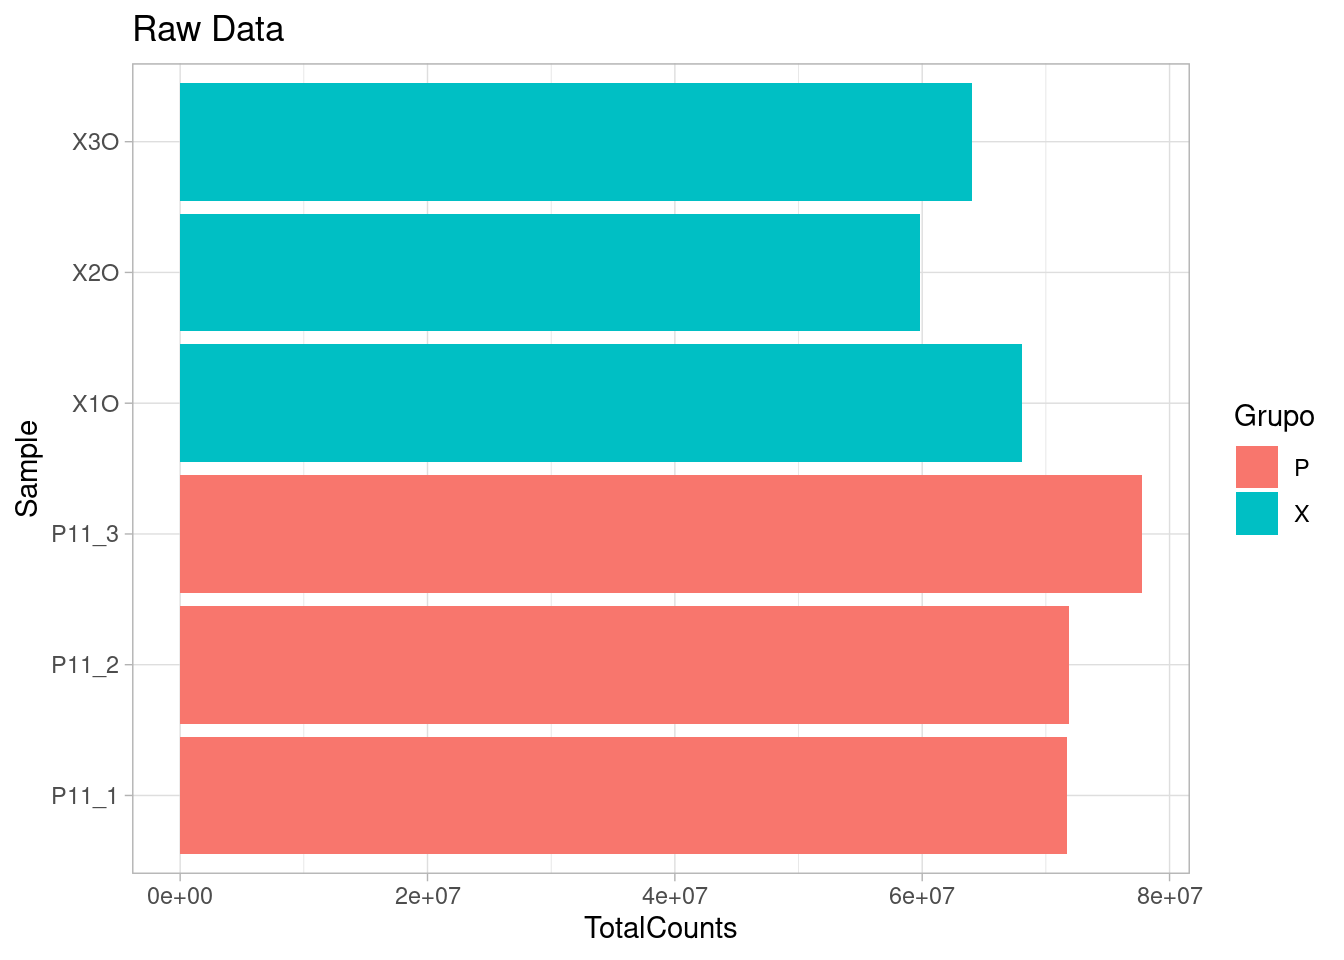 Raw Data
X3O
X2O
X1O
P11_3
P11_2
P11_1
Sample
0e+00 2e+07 4e+07 6e+07 8e+07
TotalCounts
Grupo
P
X